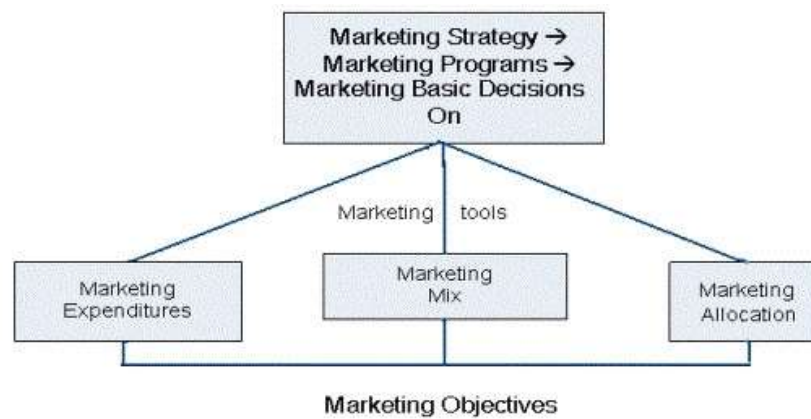 Marketing Strategy →
Marketing Programs →
Marketing Basic Decisions
On
Marketing tools
Marketing
Expenditures
Marketing
Mix
Marketing
Allocation
Marketing Objectives